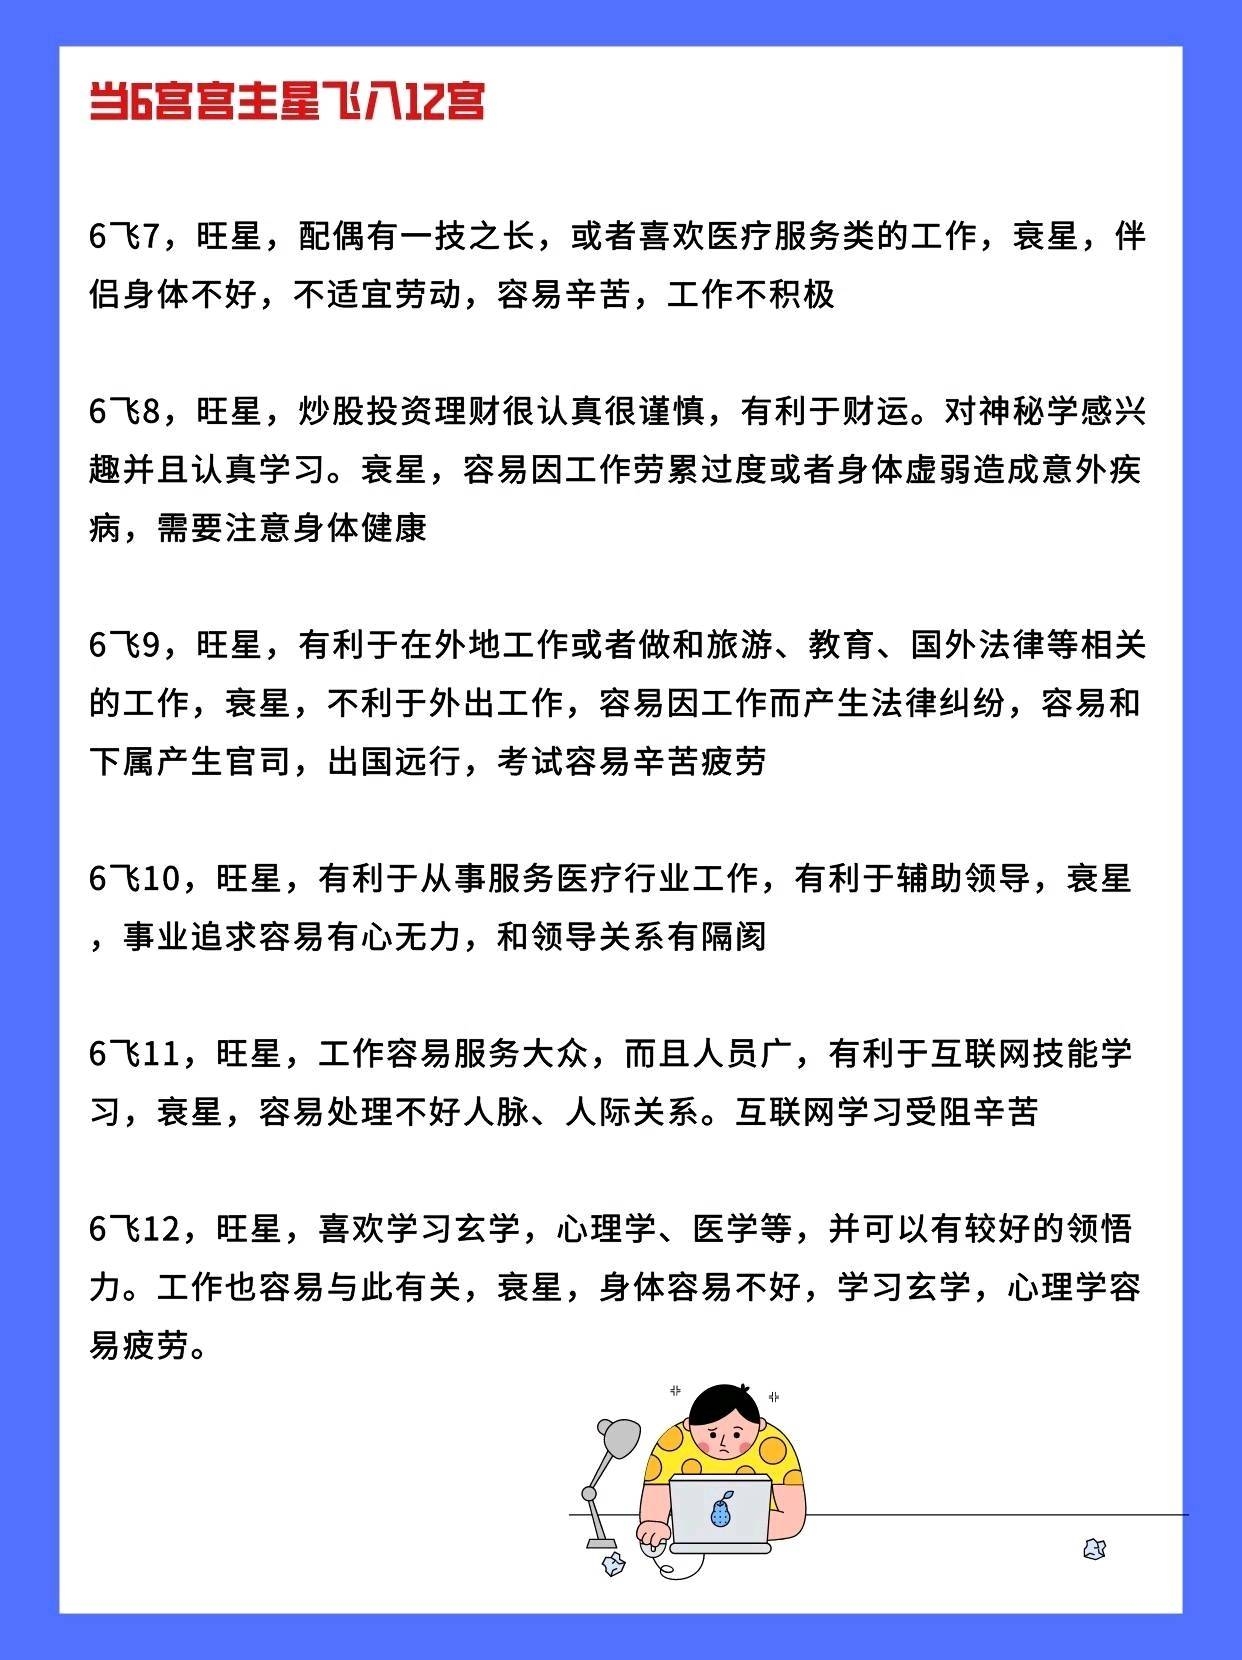 当6宫宫主星飞入12宫
6飞7，旺星，配偶有一技之长，或者喜欢医疗服务类的工作，衰星，伴
侣身体不好，不适宜劳动，容易辛苦，工作不积极
6飞8，旺星，炒股投资理财很认真很谨慎，有利于财运。对神秘学感兴
趣并且认真学习。衰星，容易因工作劳累过度或者身体虚弱造成意外疾
病，需要注意身体健康
6飞9，旺星，有利于在外地工作或者做和旅游、教育、国外法律等相关
的工作，衰星，不利于外出工作，容易因工作而产生法律纠纷，容易和
下属产生官司，出国远行，考试容易辛苦疲劳
6飞10，旺星，有利于从事服务医疗行业工作，有利于辅助领导，衰星
，事业追求容易有心无力，和领导关系有隔阂
6飞11，旺星，工作容易服务大众，而且人员广，有利于互联网技能学
习，衰星，容易处理不好人脉、人际关系。互联网学习受阻辛苦
6飞12，旺星，喜欢学习玄学，心理学、医学等，并可以有较好的领悟
力。工作也容易与此有关，衰星，身体容易不好，学习玄学，心理学容
易疲劳。